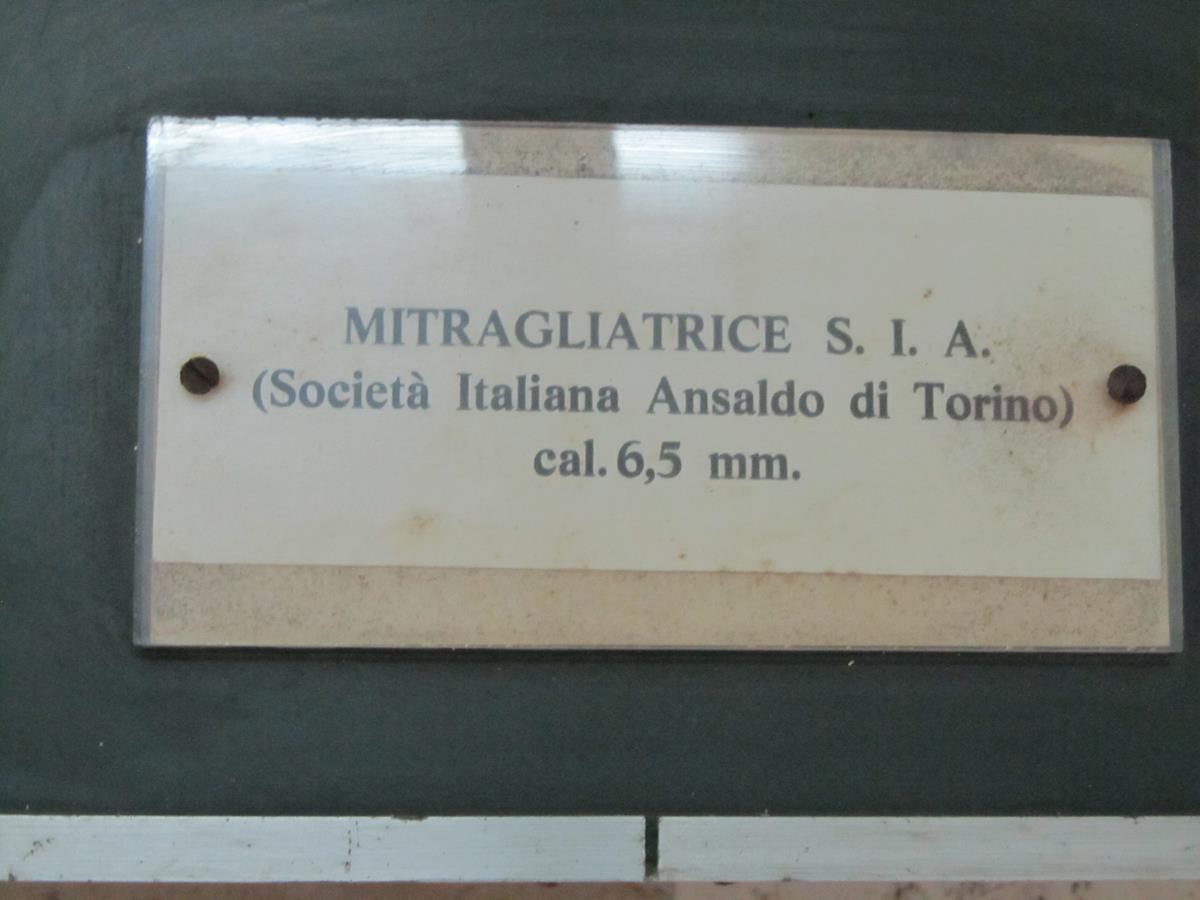 MITRAGLIATRICE S. I. A.
(Società Italiana Ansaldo di Torino)
cal. 6,5 mm.